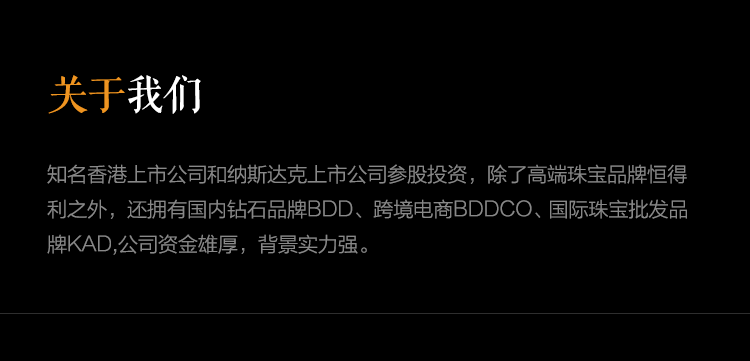 关于我们
知名香港上市公司和纳斯达克上市公司参股投资，除了高端珠宝品牌恒得
利之外，还拥有国内钻石品牌BDD、跨境电商BDDCO、国际珠宝批发品
牌KAD,公司资金雄厚，背景实力强。